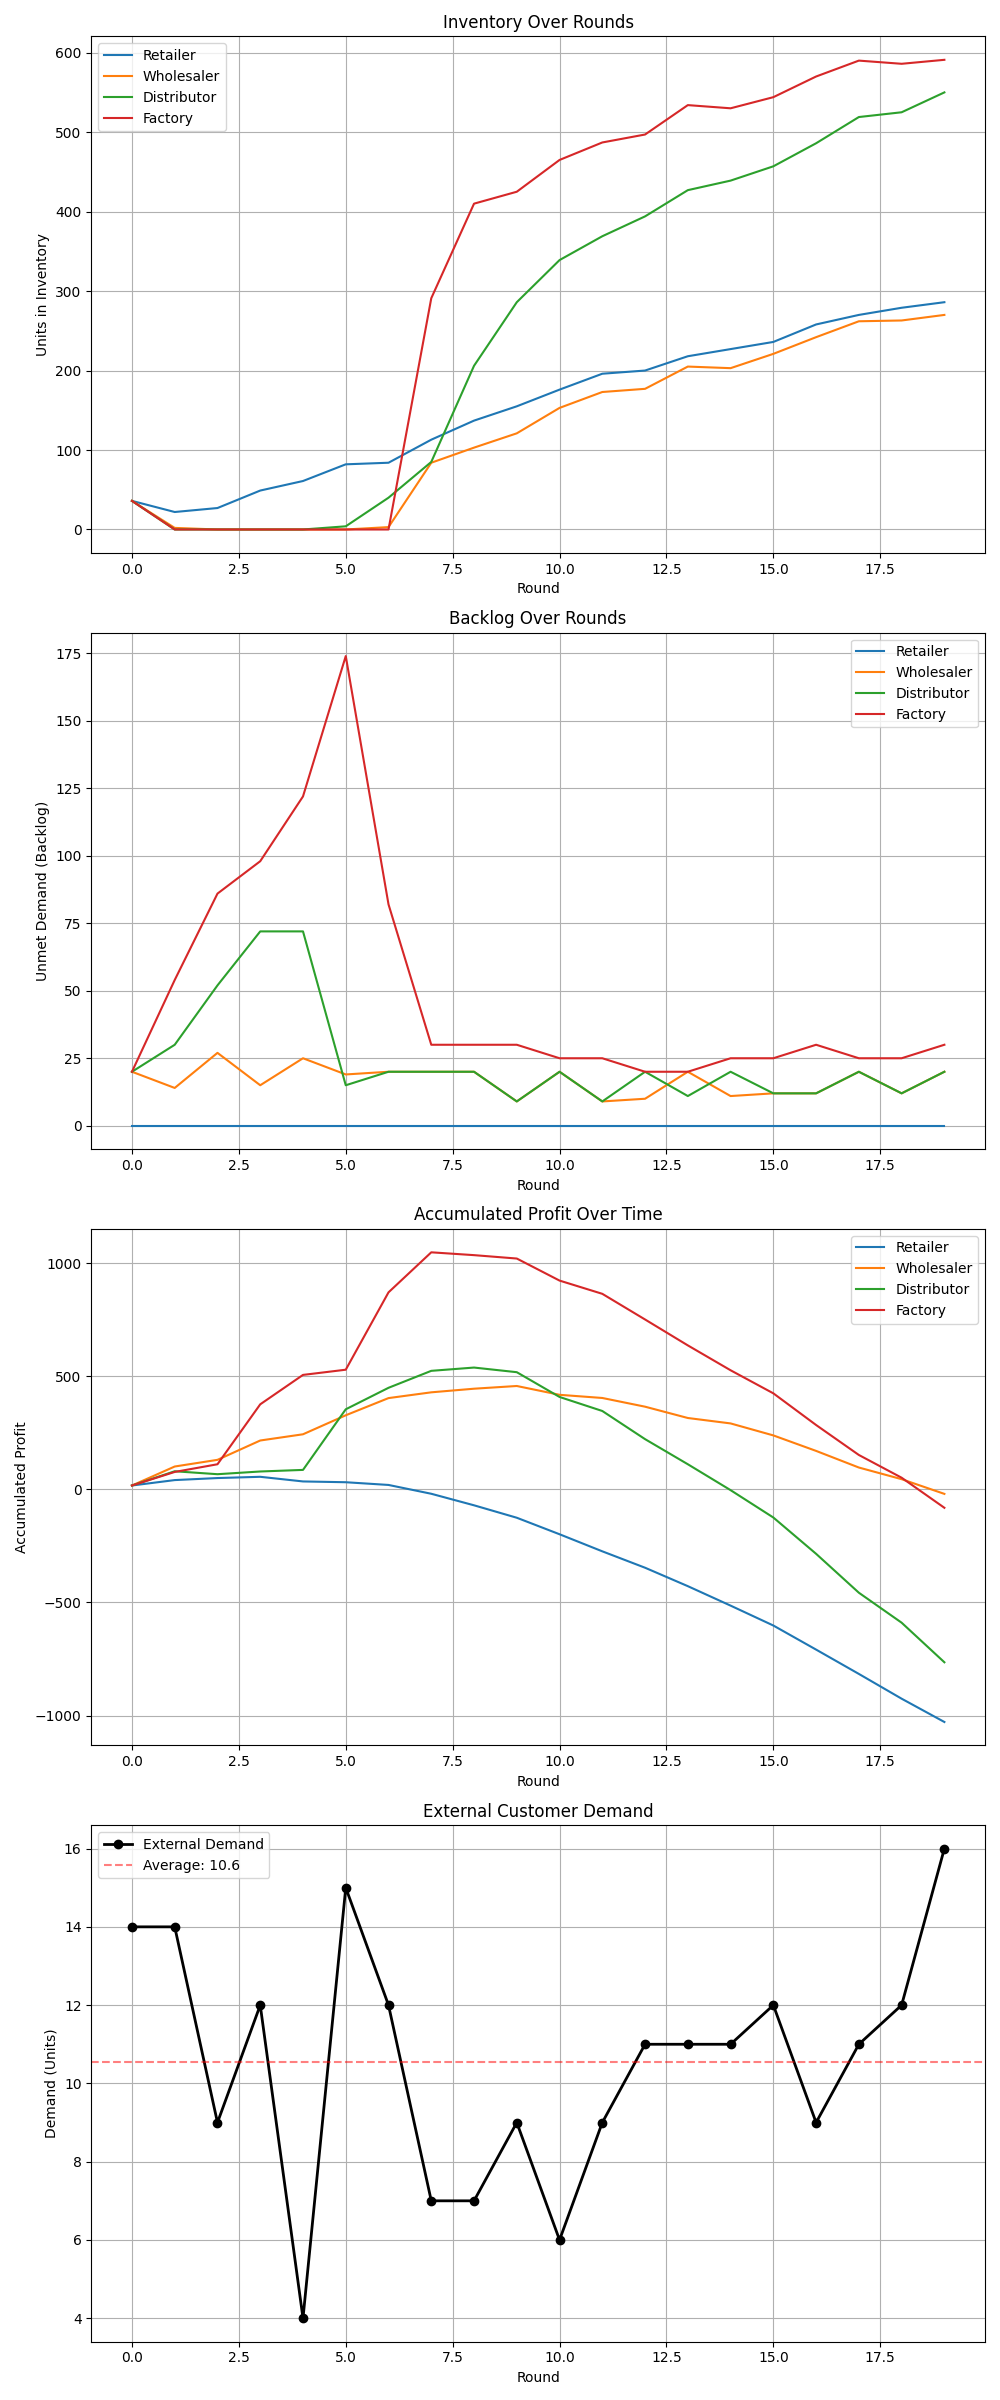 Inventory Over Rounds
Retailer
Wholesaler
Distributor
Factory
Units in Inventory
600
500
400
300
200
100
0
0.0 2.5 5.0 7.5 10.0 12.5 15.0 17.5
Round
Backlog Over Rounds
Retailer
Wholesaler
Distributor
Factory
Unmet Demand (Backlog)
175
150
125
100
75
50
25
0
0.0 2.5 5.0 7.5 10.0 12.5 15.0 17.5
Round
Accumulated Profit Over Time
Retailer
Wholesaler
Distributor
Factory
Accumulated Profit
1000
500
0
−500
−1000
0.0 2.5 5.0 7.5 10.0 12.5 15.0 17.5
Round
External Customer Demand
External Demand
Average: 10.6
Demand (Units)
16
14
12
10
8
6
4
0.0 2.5 5.0 7.5 10.0 12.5 15.0 17.5
Round